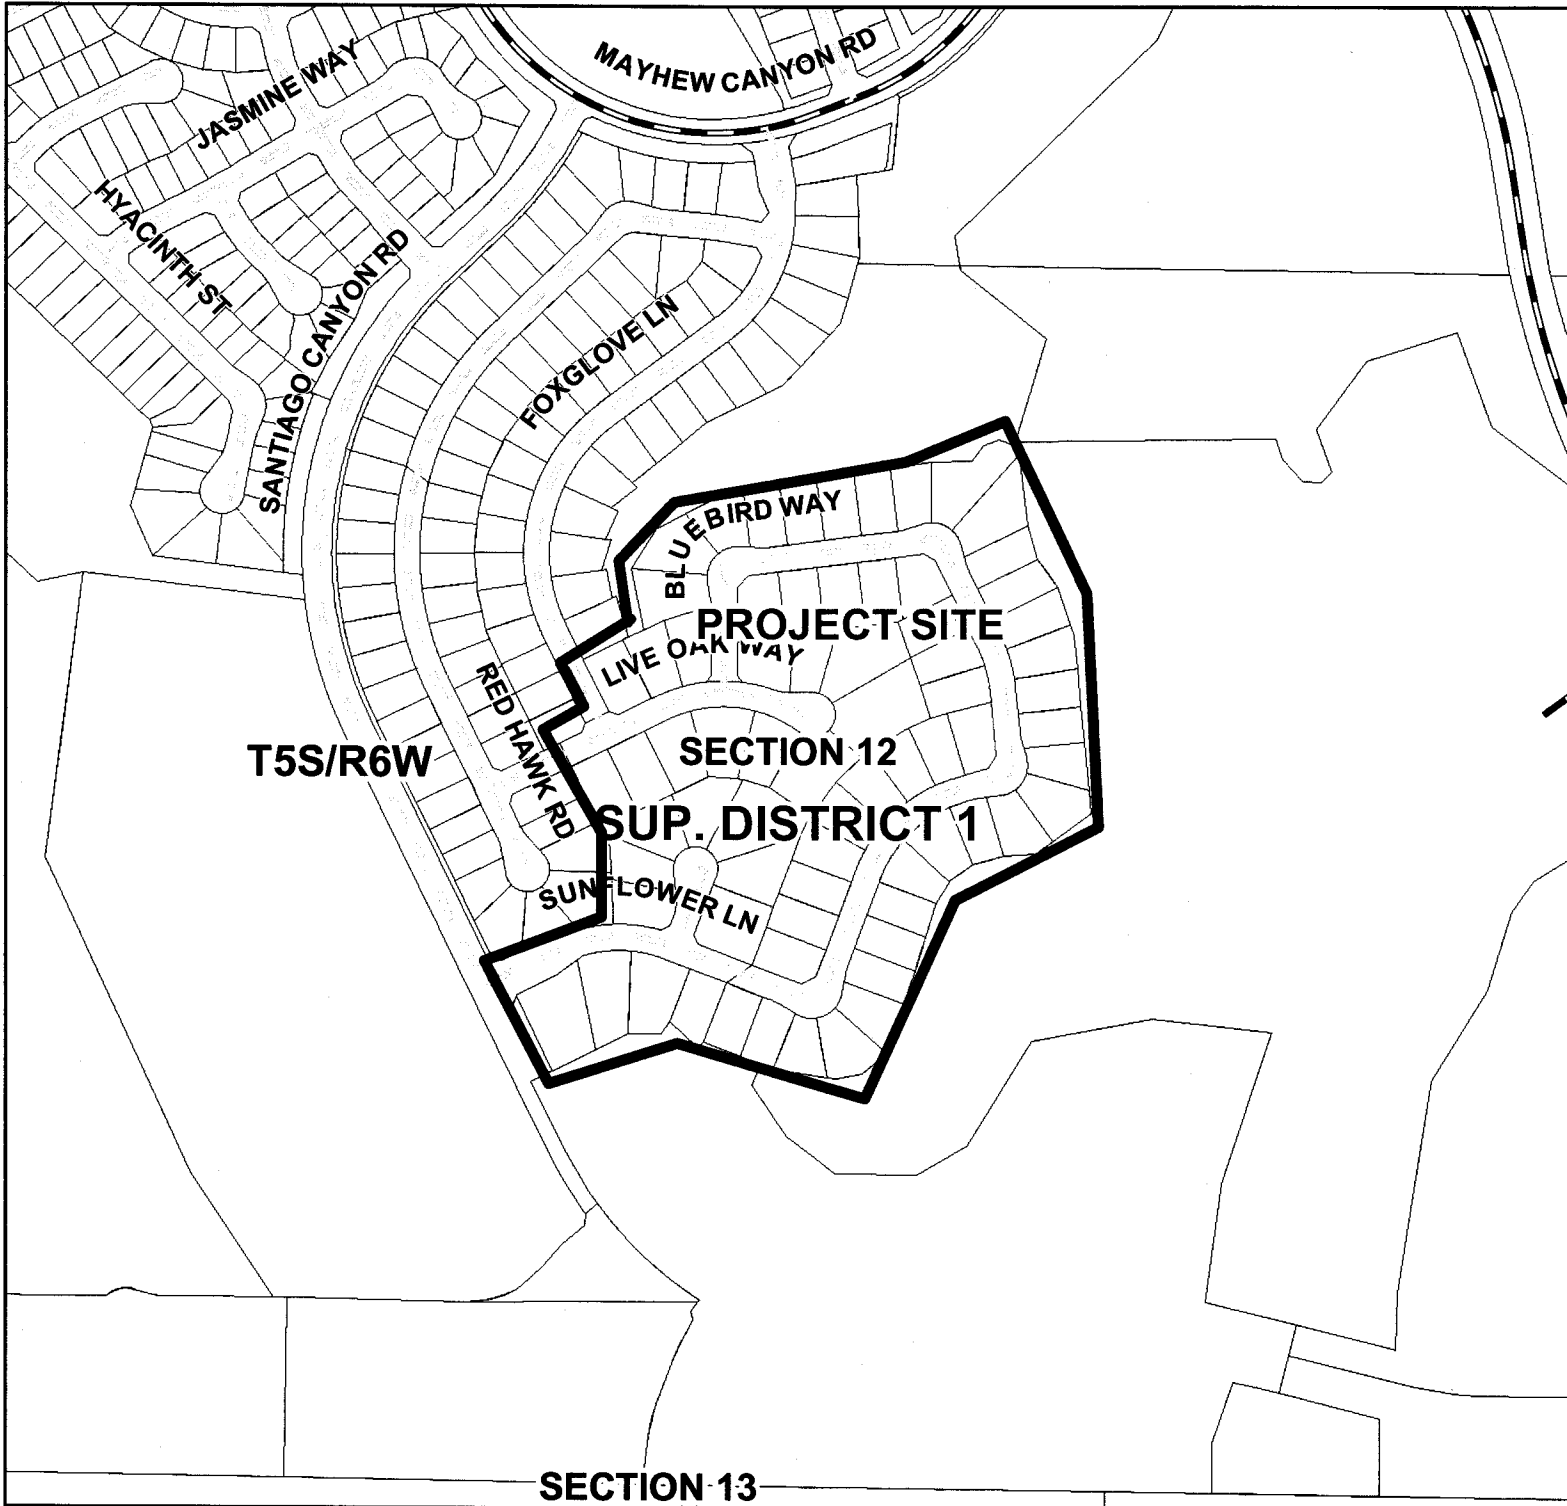 MAYHEW CANYON RD
JASMINE WAY
HYACINTH ST
SANTIAGO CANYON RD
FOXGLOVE LN
BLUEBIRD WAY
PROJECT SITE
LIVE OAK WAY
RED HAWK RD
T5S/R6W
SECTION 12
SUP. DISTRICT 1
SUNFLOWER LN
SECTION 13